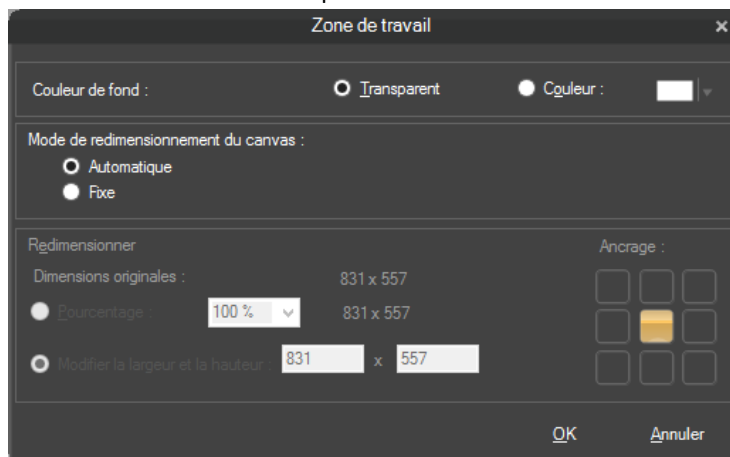 Zone de travail
Couleur de fond :
Transparent
Couleur :
Mode de redimensionnement du canvas :
Automatique
Fixe
Redimensionner
Ancrage :
Dimensions originales :
831 x 557
Pourcentage :
100 %
831 x 557
Modifier la largeur et la hauteur :
831
x
557
OK
Annuler